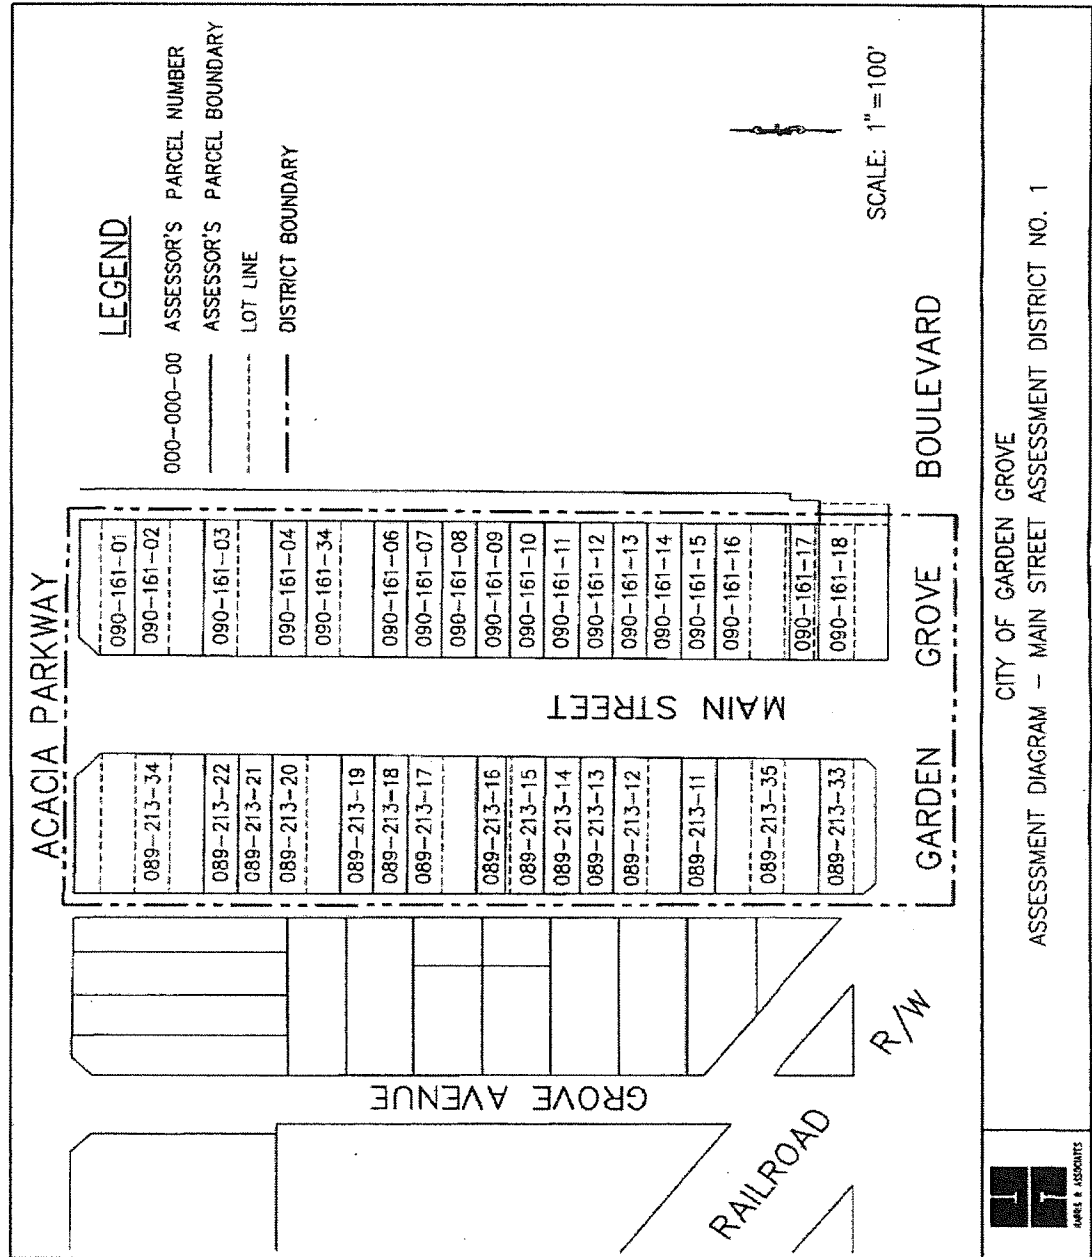 ACACIA PARKWAY
LEGEND
000-000-00 ASSESSOR'S PARCEL NUMBER
ASSESSOR'S PARCEL BOUNDARY
LOT LINE
DISTRICT BOUNDARY
089-213-34
089-213-22
089-213-21
089-213-20
089-213-19
089-213-18
089-213-17
089-213-16
089-213-15
089-213-14
089-213-13
089-213-12
089-213-11
089-213-35
089-213-33
MAIN STREET
090-161-01
090-161-02
090-161-03
090-161-04
090-161-34
090-161-06
090-161-07
090-161-08
090-161-09
090-161-10
090-161-11
090-161-12
090-161-13
090-161-14
090-161-15
090-161-16
090-161-17
090-161-18
GROVE AVENUE
RAILROAD R/W
GARDEN GROVE BOULEVARD
SCALE: 1"=100'
HARRIS & ASSOCIATES
CITY OF GARDEN GROVE
ASSESSMENT DIAGRAM - MAIN STREET ASSESSMENT DISTRICT NO. 1